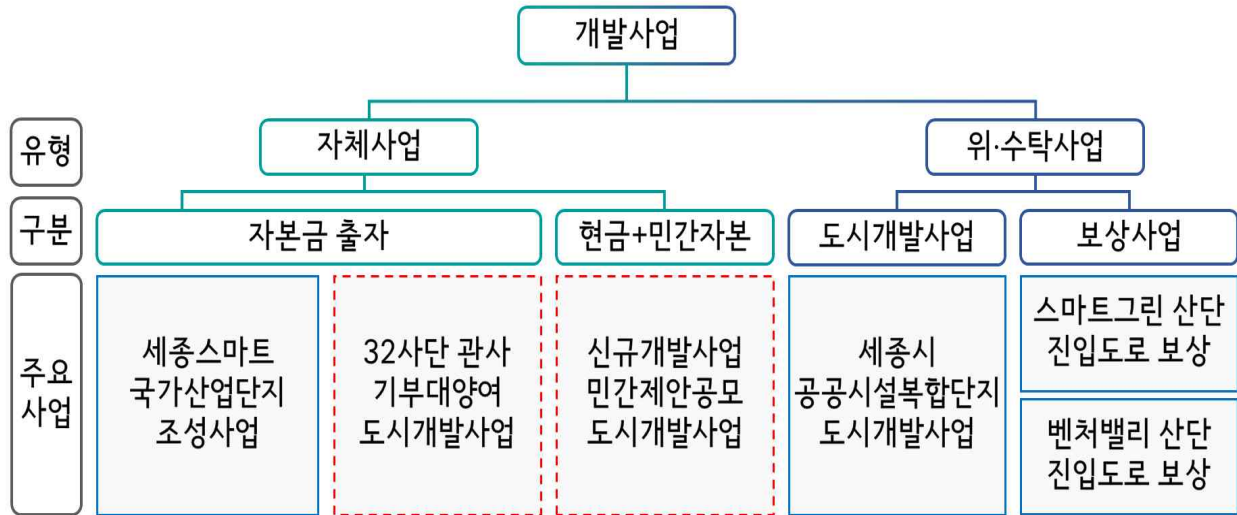 개발사업
유형
자체사업
위·수탁사업
구분
자본금 출자
현금+민간자본
도시개발사업
보상사업
주요
사업
세종스마트
국가산업단지
조성사업
32사단 관사
기부대양여
도시개발사업
신규개발사업
민간제안공모
도시개발사업
세종시
공공시설복합단지
도시개발사업
스마트그린 산단
진입도로 보상
벤처밸리 산단
진입도로 보상